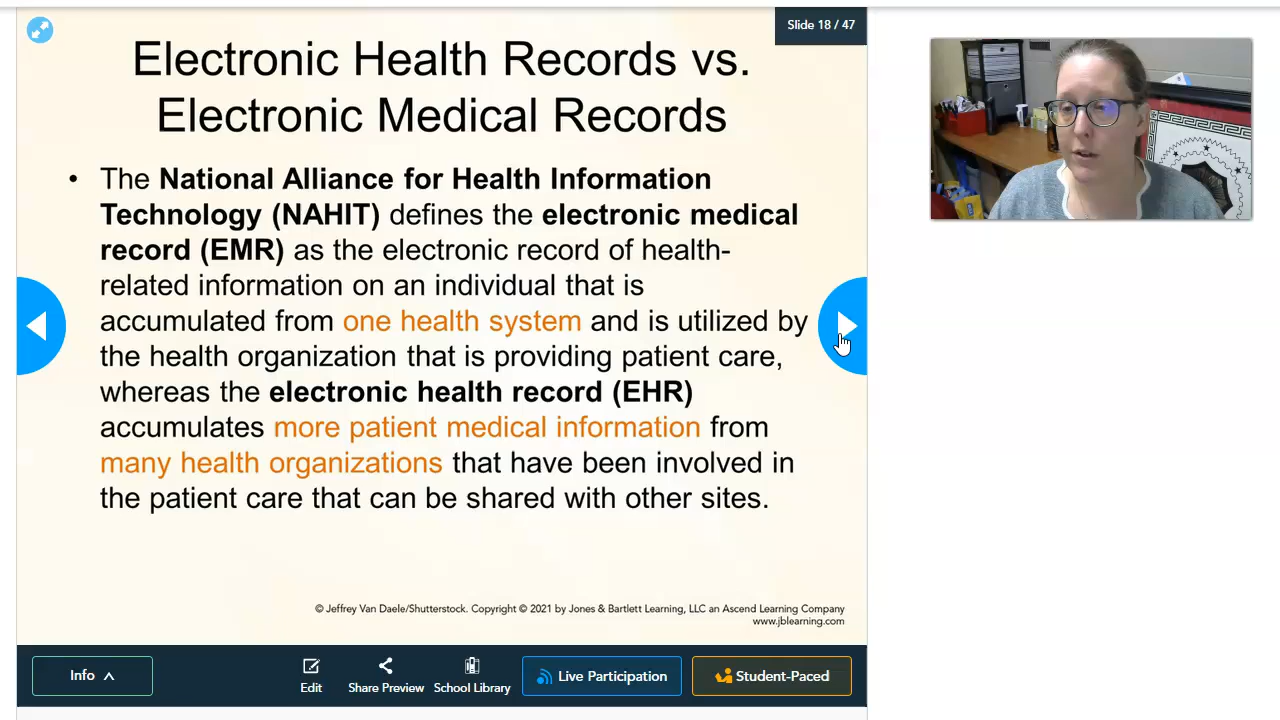 Slide 18 / 47
Electronic Health Records vs.
Electronic Medical Records
• The National Alliance for Health Information
Technology (NAHIT) defines the electronic medical
record (EMR) as the electronic record of health-
related information on an individual that is
accumulated from one health system and is utilized by
the health organization that is providing patient care,
whereas the electronic health record (EHR)
accumulates more patient medical information from
many health organizations that have been involved in
the patient care that can be shared with other sites.
© Jeffrey Van Daele/Shutterstock. Copyright © 2021 by Jones & Bartlett Learning, LLC an Ascend Learning Company
www.jblearning.com
Info
Edit
Share Preview
School Library
Live Participation
Student-Paced